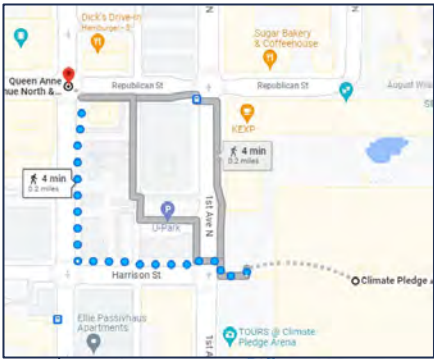 Dick's Drive-In
Hamburger
Sugar Bakery
& Coffeehouse
Queen Anne
nue North &...
Republican St
Republican St
August Wils
KEXP
4 min
0.2 miles
4 min
0.2 miles
1st Ave N
U-Park
Harrison St
Climate Pledge A
Ellie Passivhaus
Apartments
TOURS @ Climate
Pledge Arena
1st A